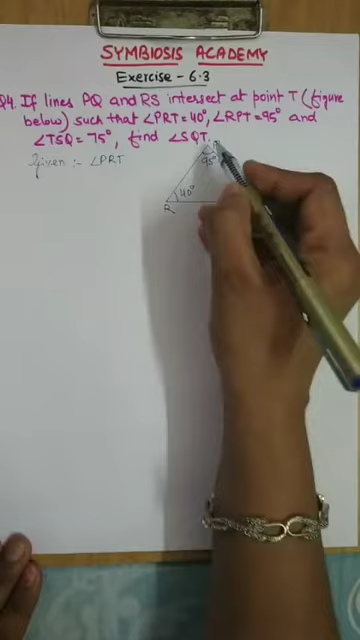 SYMBIOSIS ACADEMY
Exercise - 6.3
Q4. If lines PQ and RS intersect at point T (figure
below) such that ∠PRT = 40°, ∠RPT = 95° and
∠TSQ = 75°, find ∠SQT.
Given :- ∠PRT
95°
40°
R